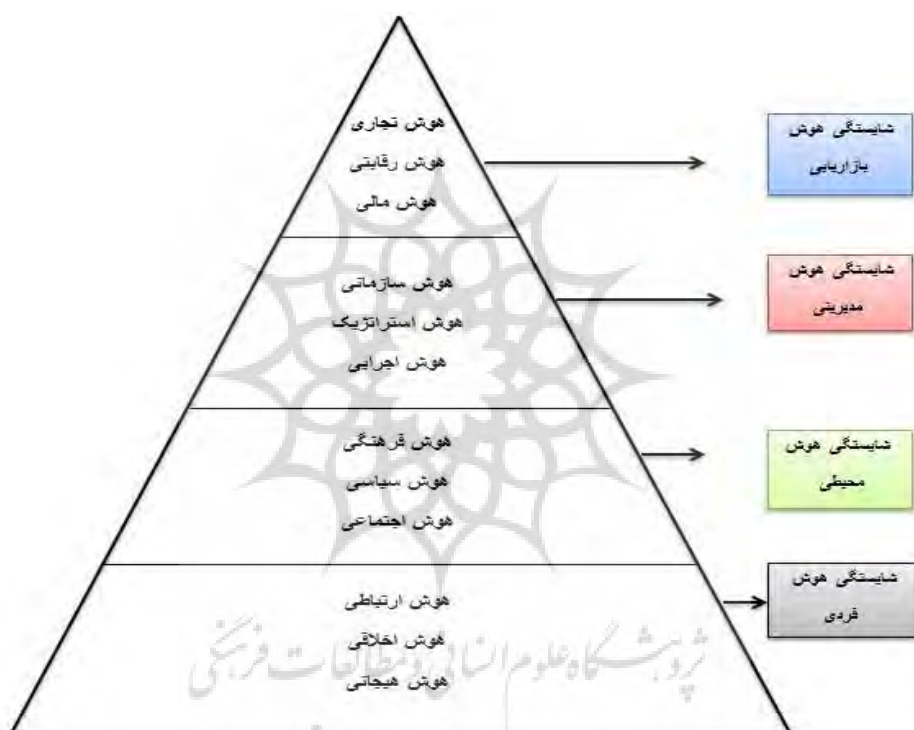 هوش تجاری
هوش رقابتی
هوش مالی
شایستگی هوش
بازاریابی
هوش سازمانی
هوش استراتژیک
هوش اجرایی
شایستگی هوش
مدیریتی
هوش فرهنگی
هوش سیاسی
هوش اجتماعی
شایستگی هوش
محیطی
هوش ارتباطی
هوش اخلاقی
هوش هیجانی
شایستگی هوش
فردی
پژوهشگاه علوم انسانی و مطالعات فرهنگی